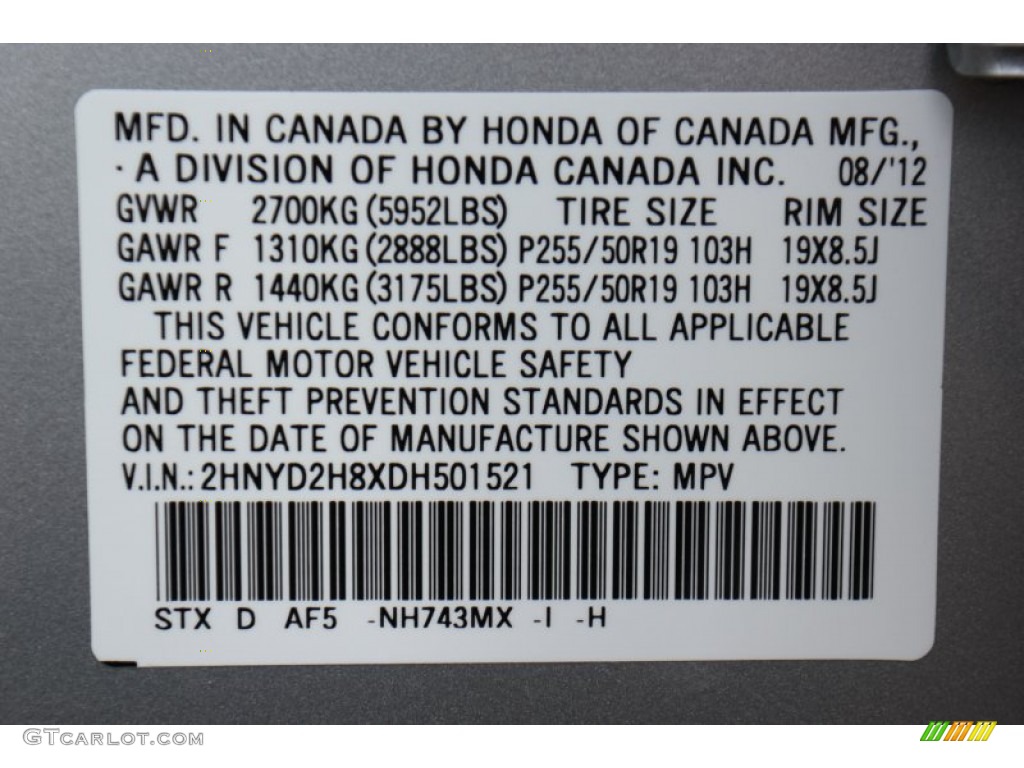 MFD. IN CANADA BY HONDA OF CANADA MFG.,
· A DIVISION OF HONDA CANADA INC. 08/'12
GVWR 2700KG (5952LBS) TIRE SIZE RIM SIZE
GAWR F 1310KG (2888LBS) P255/50R19 103H 19X8.5J
GAWR R 1440KG (3175LBS) P255/50R19 103H 19X8.5J
THIS VEHICLE CONFORMS TO ALL APPLICABLE
FEDERAL MOTOR VEHICLE SAFETY
AND THEFT PREVENTION STANDARDS IN EFFECT
ON THE DATE OF MANUFACTURE SHOWN ABOVE.
V.I.N.: 2HNYD2H8XDH501521 TYPE: MPV
STX D AF5 -NH743MX -I -H
GTCARLOT.COM